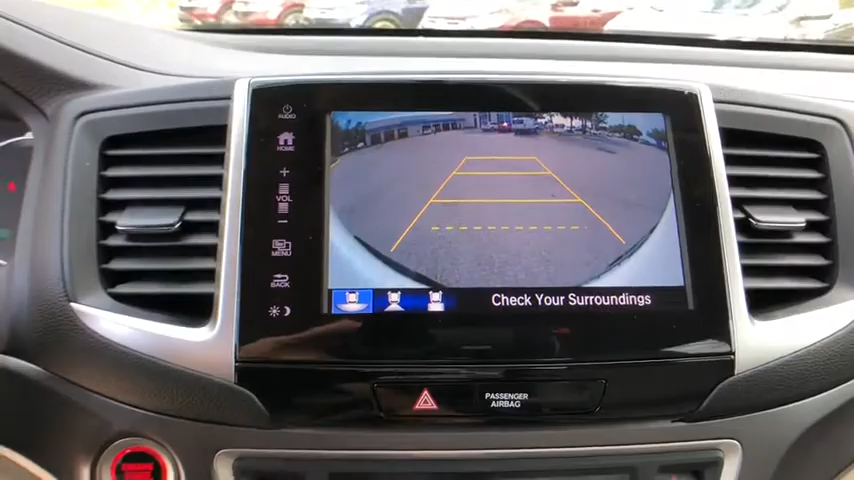 AUDIO
HOME
+
VOL
−
MENU
BACK
Check Your Surroundings
PASSENGER
AIRBAG